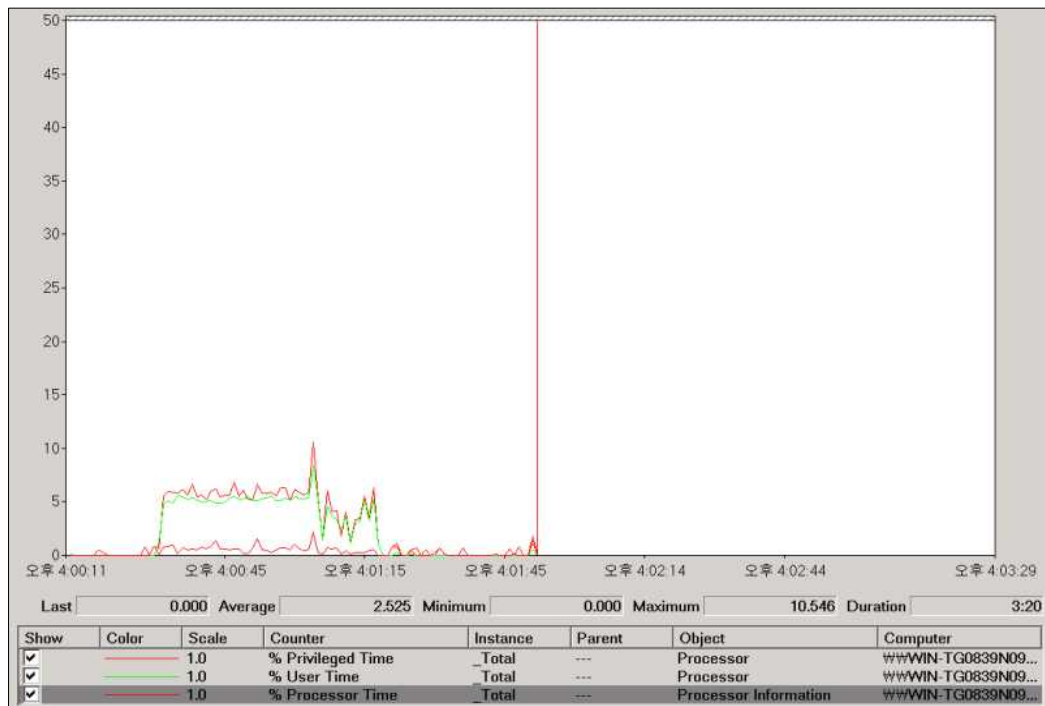 50
45
40
35
30
25
20
15
10
5
0
오후 4:00:11 오후 4:00:45 오후 4:01:15 오후 4:01:45 오후 4:02:14 오후 4:02:44 오후 4:03:29
Last 0.000 Average 2.525 Minimum 0.000 Maximum 10.546 Duration 3:20
Show Color Scale Counter Instance Parent Object Computer
1.0 % Privileged Time _Total --- Processor ₩₩WIN-TG0839N09...
1.0 % User Time _Total --- Processor ₩₩WIN-TG0839N09...
1.0 % Processor Time _Total --- Processor Information ₩₩WIN-TG0839N09...